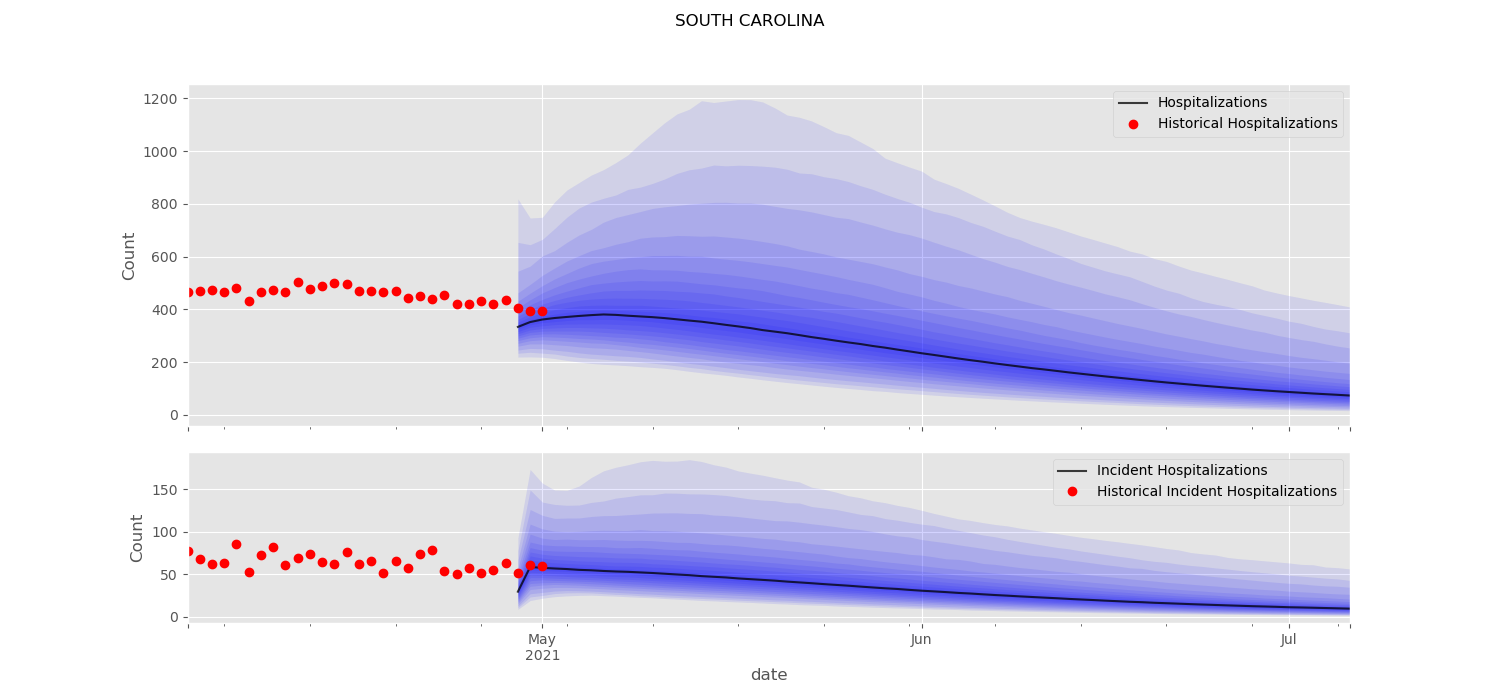 SOUTH CAROLINA
1200
1000
800
600
400
200
0
Count
Hospitalizations
Historical Hospitalizations
150
100
50
0
Count
Incident Hospitalizations
Historical Incident Hospitalizations
May
2021
Jun
Jul
date